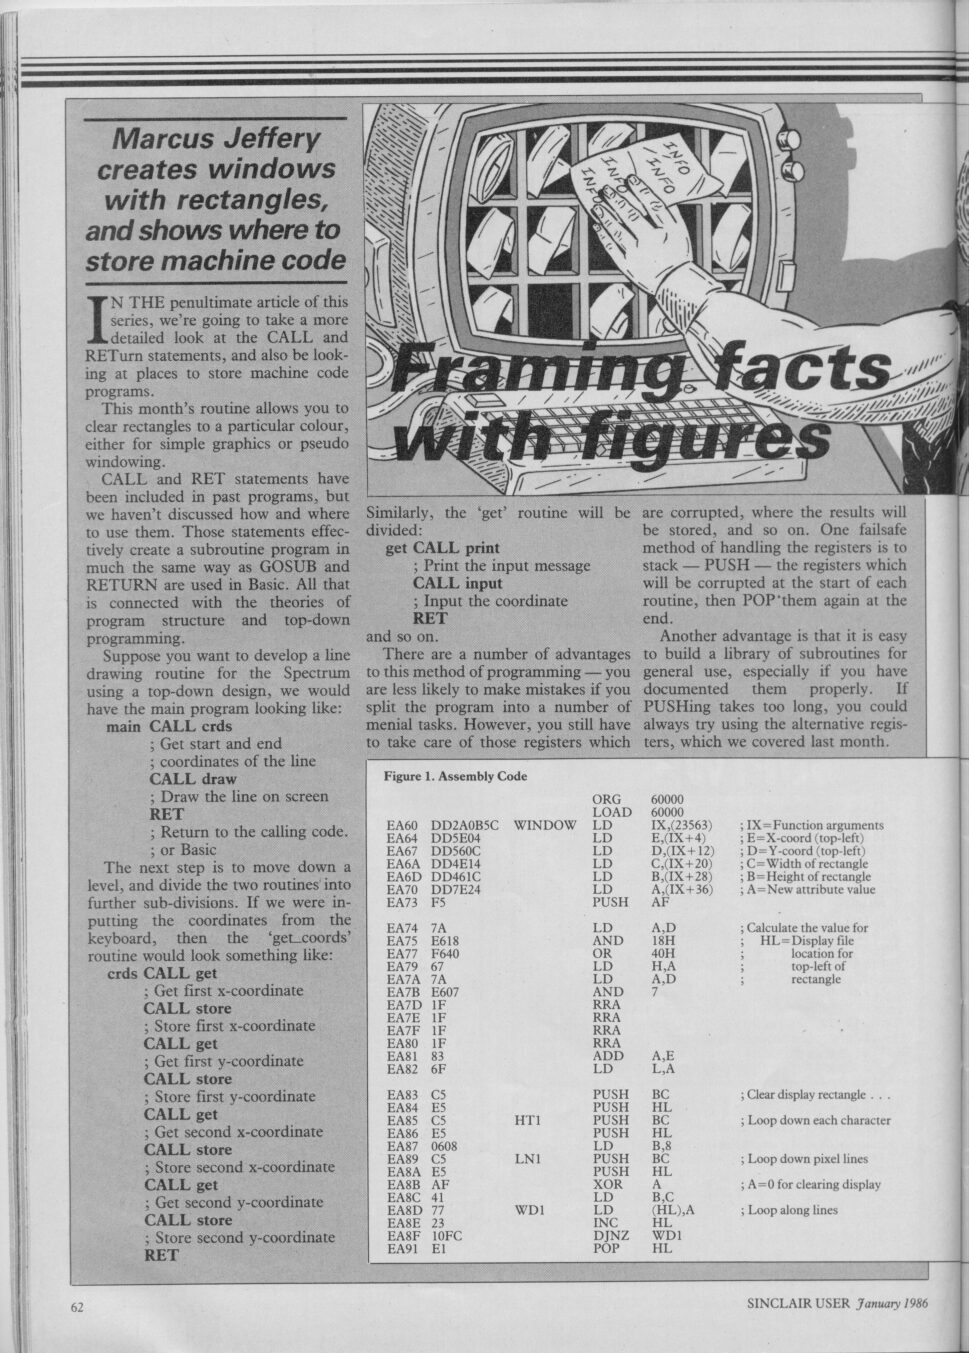 Marcus Jeffery
creates windows
with rectangles,
and shows where to
store machine code
INFO
INFO
INFO
INFO
Framing facts
with figures
IN THE penultimate article of this
series, we're going to take a more
detailed look at the CALL and
RETurn statements, and also be look-
ing at places to store machine code
programs.
This month's routine allows you to
clear rectangles to a particular colour,
either for simple graphics or pseudo
windowing.
CALL and RET statements have
been included in past programs, but
we haven't discussed how and where
to use them. Those statements effec-
tively create a subroutine program in
much the same way as GOSUB and
RETURN are used in Basic. All that
is connected with the theories of
program structure and top-down
programming.
Suppose you want to develop a line
drawing routine for the Spectrum
using a top-down design, we would
have the main program looking like:
main CALL crds
; Get start and end
; coordinates of the line
CALL draw
; Draw the line on screen
RET
; Return to the calling code.
; or Basic
The next step is to move down a
level, and divide the two routines into
further sub-divisions. If we were in-
putting the coordinates from the
keyboard, then the 'get_coords'
routine would look something like:
crds CALL get
; Get first x-coordinate
CALL store
; Store first x-coordinate
CALL get
; Get first y-coordinate
CALL store
; Store first y-coordinate
CALL get
; Get second x-coordinate
CALL store
; Store second x-coordinate
CALL get
; Get second y-coordinate
CALL store
; Store second y-coordinate
RET
Similarly, the 'get' routine will be
divided:
get CALL print
; Print the input message
CALL input
; Input the coordinate
RET
and so on.
There are a number of advantages
to this method of programming — you
are less likely to make mistakes if you
split the program into a number of
menial tasks. However, you still have
to take care of those registers which
are corrupted, where the results will
be stored, and so on. One failsafe
method of handling the registers is to
stack — PUSH — the registers which
will be corrupted at the start of each
routine, then POP them again at the
end.
Another advantage is that it is easy
to build a library of subroutines for
general use, especially if you have
documented them properly. If
PUSHing takes too long, you could
always try using the alternative regis-
ters, which we covered last month.
Figure 1. Assembly Code
ORG 60000
LOAD 60000
EA60 DD2A0B5C WINDOW LD IX,(23563) ; IX=Function arguments
EA64 DD5E04 LD E,(IX+4) ; E=X-coord (top-left)
EA67 DD560C LD D,(IX+12) ; D=Y-coord (top-left)
EA6A DD4E14 LD C,(IX+20) ; C=Width of rectangle
EA6D DD461C LD B,(IX+28) ; B=Height of rectangle
EA70 DD7E24 LD A,(IX+36) ; A=New attribute value
EA73 F5 PUSH AF
EA74 7A LD A,D ; Calculate the value for
EA75 E618 AND 18H ; HL=Display file
EA77 F640 OR 40H ; location for
EA79 67 LD H,A ; top-left of
EA7A 7A LD A,D ; rectangle
EA7B E607 AND 7
EA7D 1F RRA
EA7E 1F RRA
EA7F 1F RRA
EA80 1F RRA
EA81 83 ADD A,E
EA82 6F LD L,A
EA83 C5 PUSH BC ; Clear display rectangle . . .
EA84 E5 PUSH HL
EA85 C5 HT1 PUSH BC ; Loop down each character
EA86 E5 PUSH HL
EA87 0608 LD B,8
EA89 C5 LN1 PUSH BC ; Loop down pixel lines
EA8A E5 PUSH HL
EA8B AF XOR A ; A=0 for clearing display
EA8C 41 LD B,C
EA8D 77 WD1 LD (HL),A ; Loop along lines
EA8E 23 INC HL
EA8F 10FC DJNZ WD1
EA91 E1 POP HL
62
SINCLAIR USER January 1986